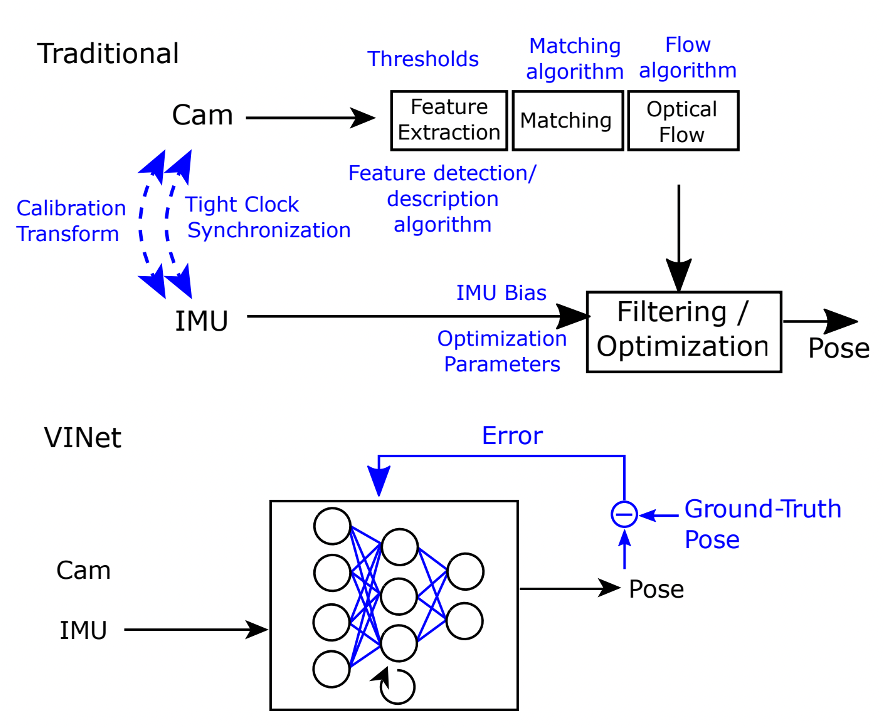 Traditional
Thresholds
Matching
algorithm
Flow
algorithm
Cam
Feature
Extraction
Matching
Optical
Flow
Feature detection/
description
algorithm
Calibration
Transform
Tight Clock
Synchronization
IMU
IMU Bias
Optimization
Parameters
Filtering /
Optimization
Pose
VINet
Error
Ground-Truth
Pose
Cam
IMU
Pose